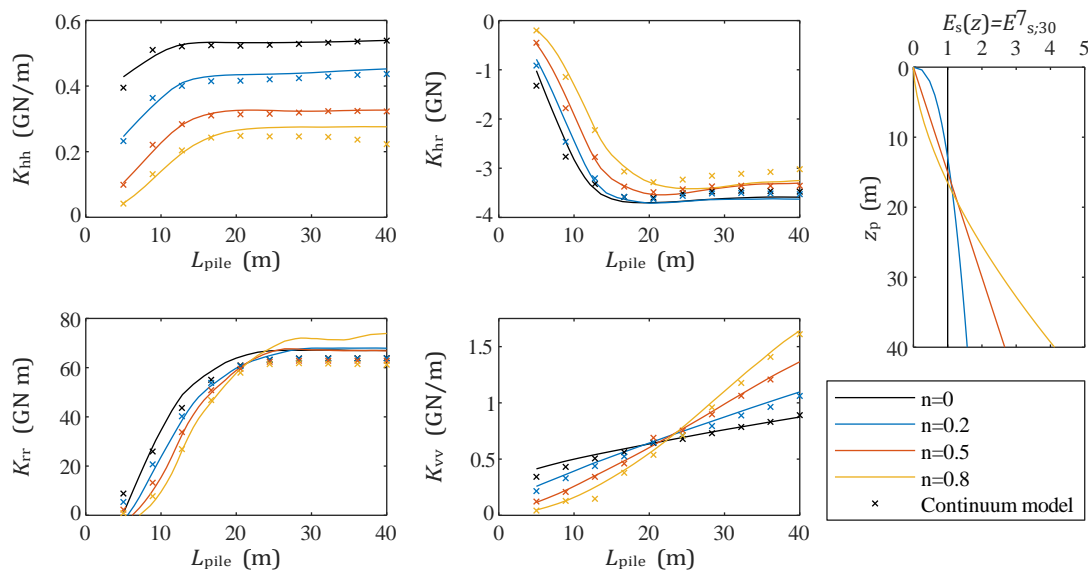 0.6
0.4
0.2
0
K_hh (GN/m)
0 10 20 30 40
L_pile (m)
0
-1
-2
-3
-4
K_hr (GN)
0 10 20 30 40
L_pile (m)
E_s(z)=E^7_s;30
0 1 2 3 4 5
0
20
40
z_p (m)
80
60
40
20
0
K_rr (GN m)
0 10 20 30 40
L_pile (m)
1.5
1
0.5
0
K_vv (GN/m)
0 10 20 30 40
L_pile (m)
n=0
n=0.2
n=0.5
n=0.8
Continuum model